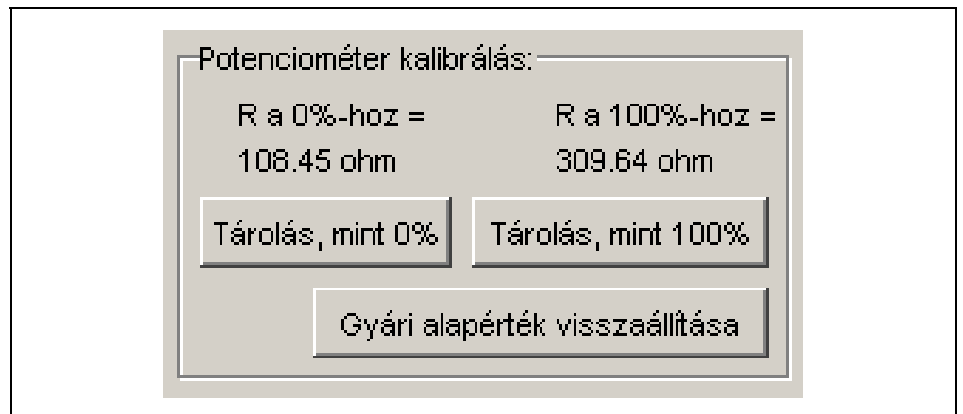 Potenciométer kalibrálás:
R a 0%-hoz =
108.45 ohm
R a 100%-hoz =
309.64 ohm
Tárolás, mint 0%
Tárolás, mint 100%
Gyári alapérték visszaállítása